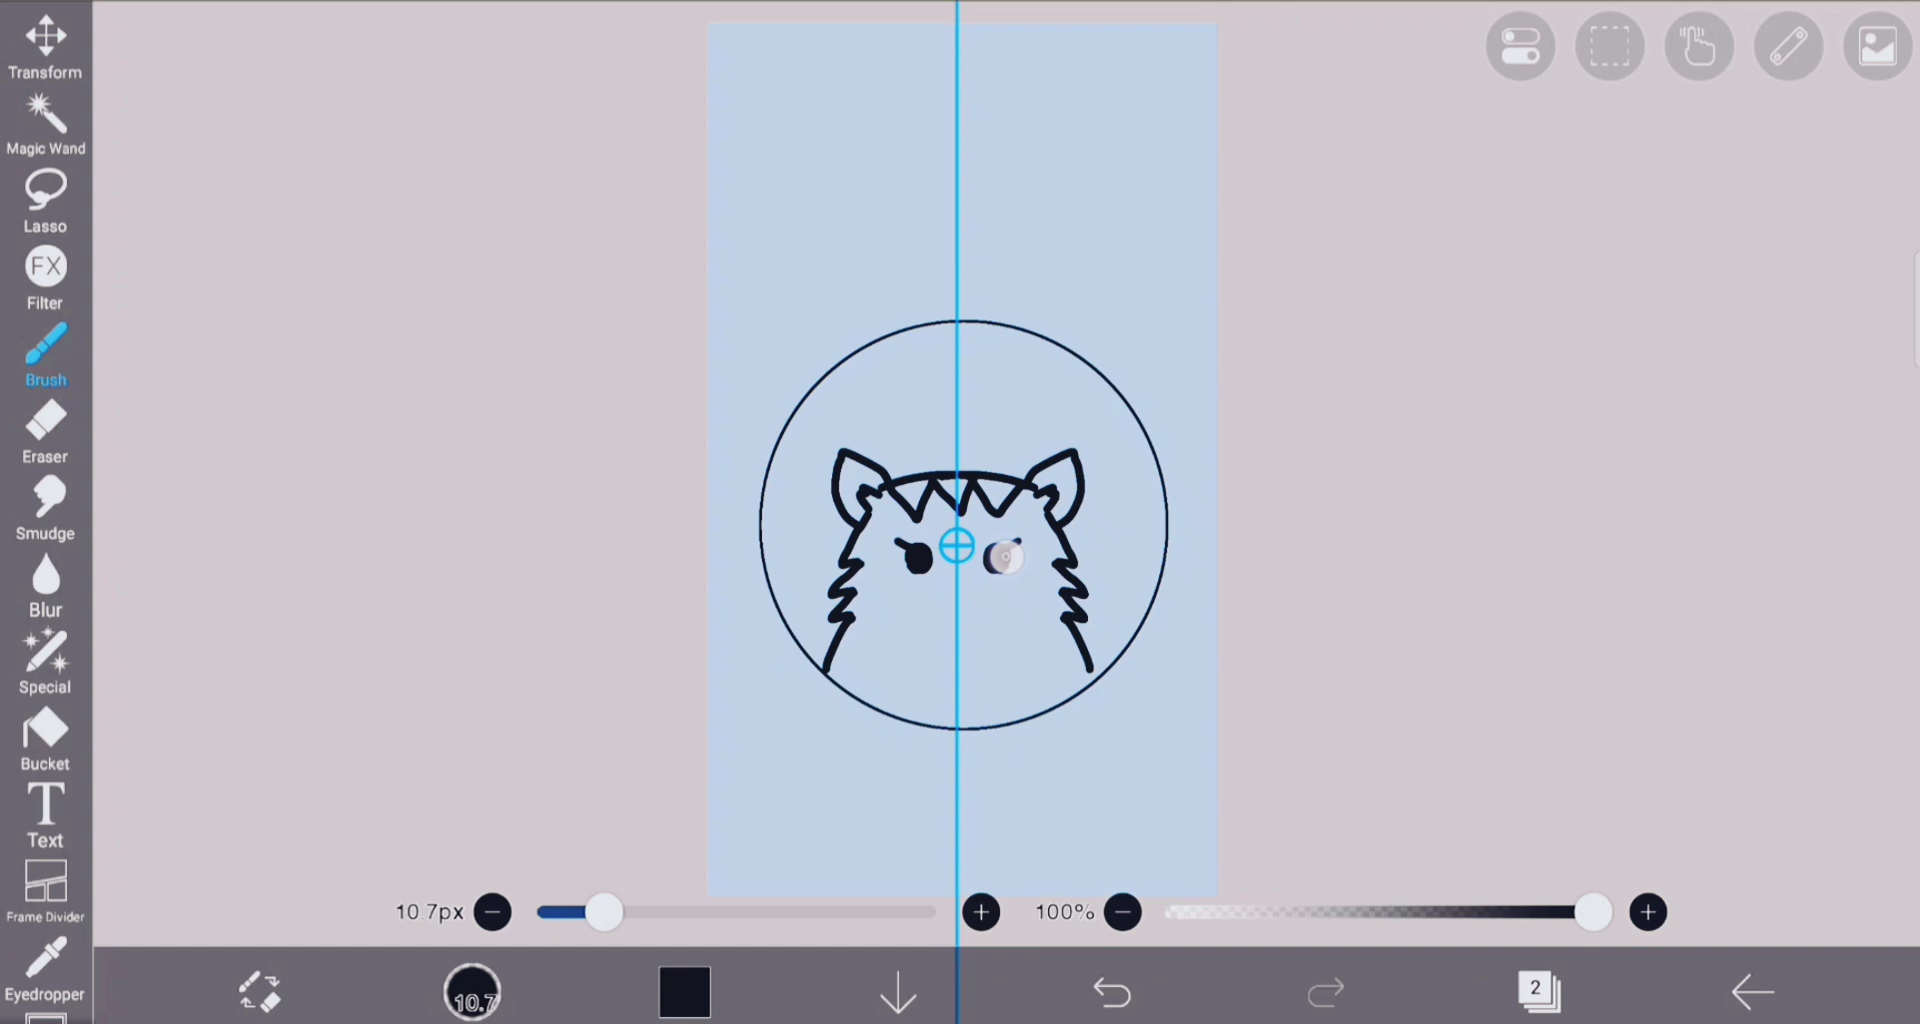 Transform
Magic Wand
Lasso
FX
Filter
Brush
Eraser
Smudge
Blur
Special
Bucket
T
Text
Frame Divider
Eyedropper
10.7px
100%
10.7
2